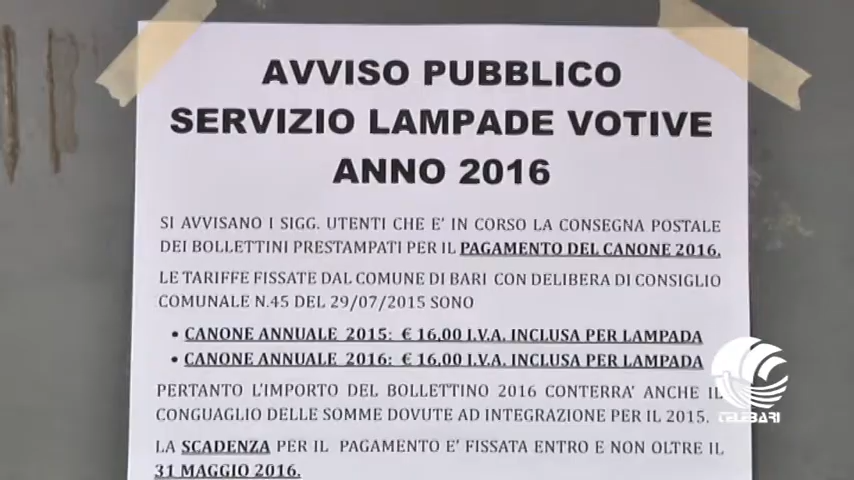 AVVISO PUBBLICO
SERVIZIO LAMPADE VOTIVE
ANNO 2016
SI AVVISANO I SIGG. UTENTI CHE E' IN CORSO LA CONSEGNA POSTALE
DEI BOLLETTINI PRESTAMPATI PER IL PAGAMENTO DEL CANONE 2016.
LE TARIFFE FISSATE DAL COMUNE DI BARI CON DELIBERA DI CONSIGLIO
COMUNALE N.45 DEL 29/07/2015 SONO
• CANONE ANNUALE 2015: € 16,00 I.V.A. INCLUSA PER LAMPADA
• CANONE ANNUALE 2016: € 16,00 I.V.A. INCLUSA PER LAMPADA
PERTANTO L'IMPORTO DEL BOLLETTINO 2016 CONTERRA' ANCHE IL
CONGUAGLIO DELLE SOMME DOVUTE AD INTEGRAZIONE PER IL 2015.
LA SCADENZA PER IL PAGAMENTO E' FISSATA ENTRO E NON OLTRE IL
31 MAGGIO 2016.
TELEBARI